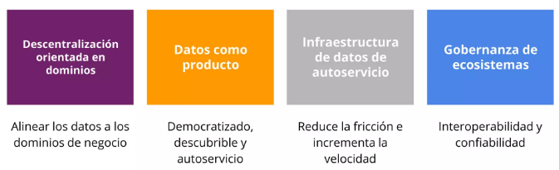 Descentralización
orientada en
dominios
Datos como
producto
Infraestructura
de datos de
autoservicio
Gobernanza de
ecosistemas
Alinear los datos a los
dominios de negocio
Democratizado,
descubrible y
autoservicio
Reduce la fricción e
incrementa la
velocidad
Interoperabilidad y
confiabilidad